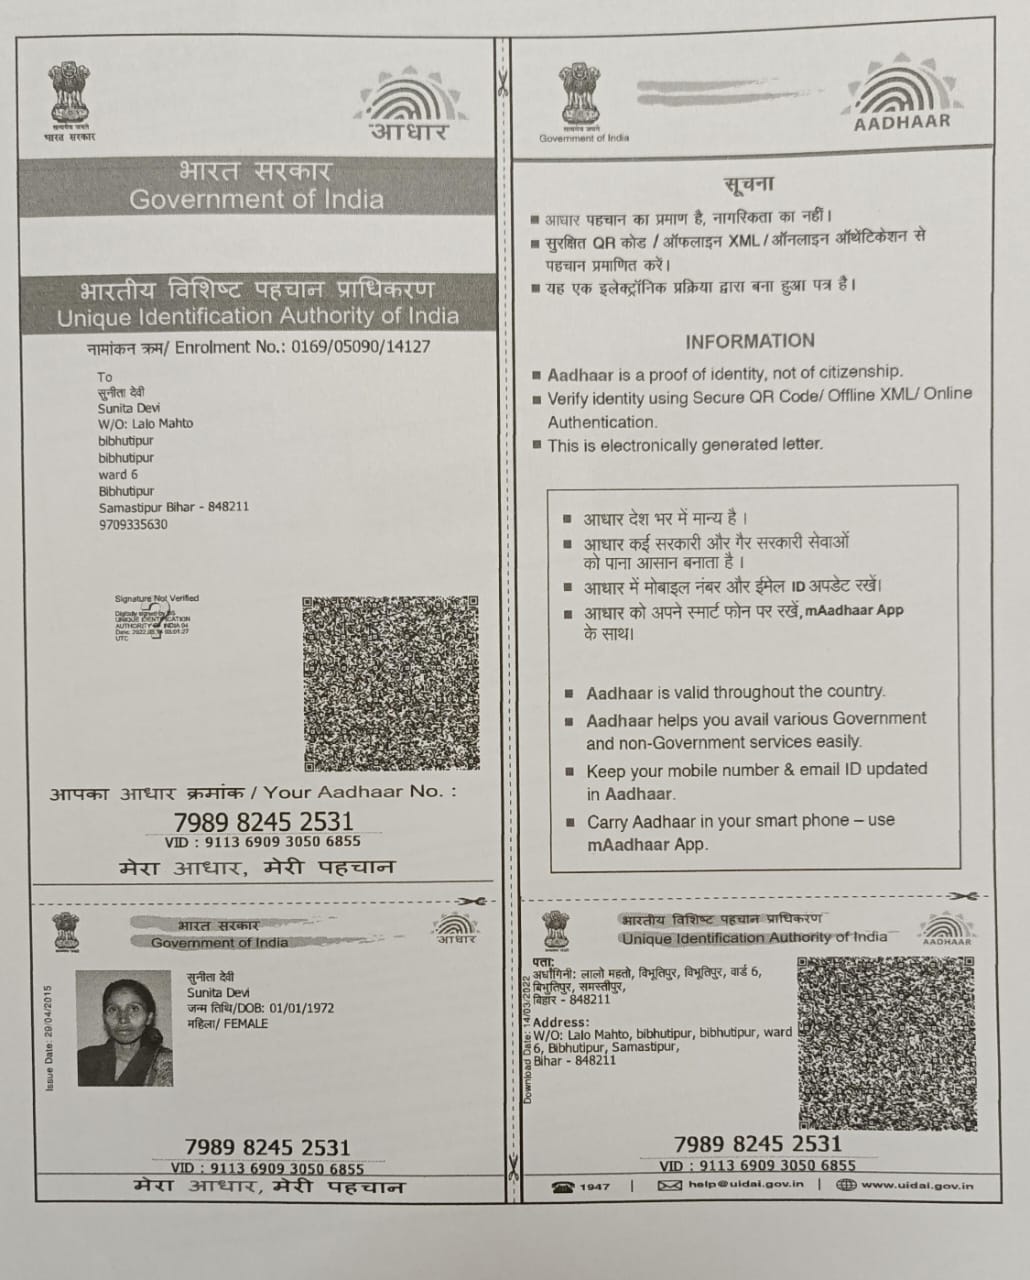 सत्यमेव जयते
भारत सरकार
आधार
भारत सरकार
Government of India
भारतीय विशिष्ट पहचान प्राधिकरण
Unique Identification Authority of India
नामांकन क्रम/ Enrolment No.: 0169/05090/14127
To
सुनीता देवी
Sunita Devi
W/O: Lalo Mahto
bibhutipur
bibhutipur
ward 6
Bibhutipur
Samastipur Bihar - 848211
9709335630
Signature Not Verified
Digitally signed by DS
UNIQUE IDENTIFICATION
AUTHORITY OF INDIA 04
UTC
आपका आधार क्रमांक / Your Aadhaar No. :
7989 8245 2531
VID : 9113 6909 3050 6855
मेरा आधार, मेरी पहचान
भारत सरकार
Government of India
आधार
Issue Date: 29/04/2015
सुनीता देवी
Sunita Devi
जन्म तिथि/DOB: 01/01/1972
महिला/ FEMALE
7989 8245 2531
VID : 9113 6909 3050 6855
मेरा आधार, मेरी पहचान
सत्यमेव जयते
Government of India
AADHAAR
सूचना
■ आधार पहचान का प्रमाण है, नागरिकता का नहीं।
■ सुरक्षित QR कोड / ऑफलाइन XML / ऑनलाइन ऑथेंटिकेशन से
पहचान प्रमाणित करें।
■ यह एक इलेक्ट्रॉनिक प्रक्रिया द्वारा बना हुआ पत्र है।
INFORMATION
■ Aadhaar is a proof of identity, not of citizenship.
■ Verify identity using Secure QR Code/ Offline XML/ Online
Authentication.
■ This is electronically generated letter.
■ आधार देश भर में मान्य है।
■ आधार कई सरकारी और गैर सरकारी सेवाओं
को पाना आसान बनाता है।
■ आधार में मोबाइल नंबर और ईमेल ID अपडेट रखें।
■ आधार को अपने स्मार्ट फोन पर रखें, mAadhaar App
के साथ।
■ Aadhaar is valid throughout the country.
■ Aadhaar helps you avail various Government
and non-Government services easily.
■ Keep your mobile number & email ID updated
in Aadhaar.
■ Carry Aadhaar in your smart phone – use
mAadhaar App.
भारतीय विशिष्ट पहचान प्राधिकरण
Unique Identification Authority of India
AADHAAR
Download Date: 14/03/2022
पता:
अर्धांगिनी: लालो महतो, विभूतिपुर, विभूतिपुर, वार्ड 6,
बिभुतिपुर, समस्तीपुर,
बिहार - 848211
Address:
W/O: Lalo Mahto, bibhutipur, bibhutipur, ward
6, Bibhutipur, Samastipur,
Bihar - 848211
7989 8245 2531
VID : 9113 6909 3050 6855
1947 | help@uidai.gov.in | www.uidai.gov.in